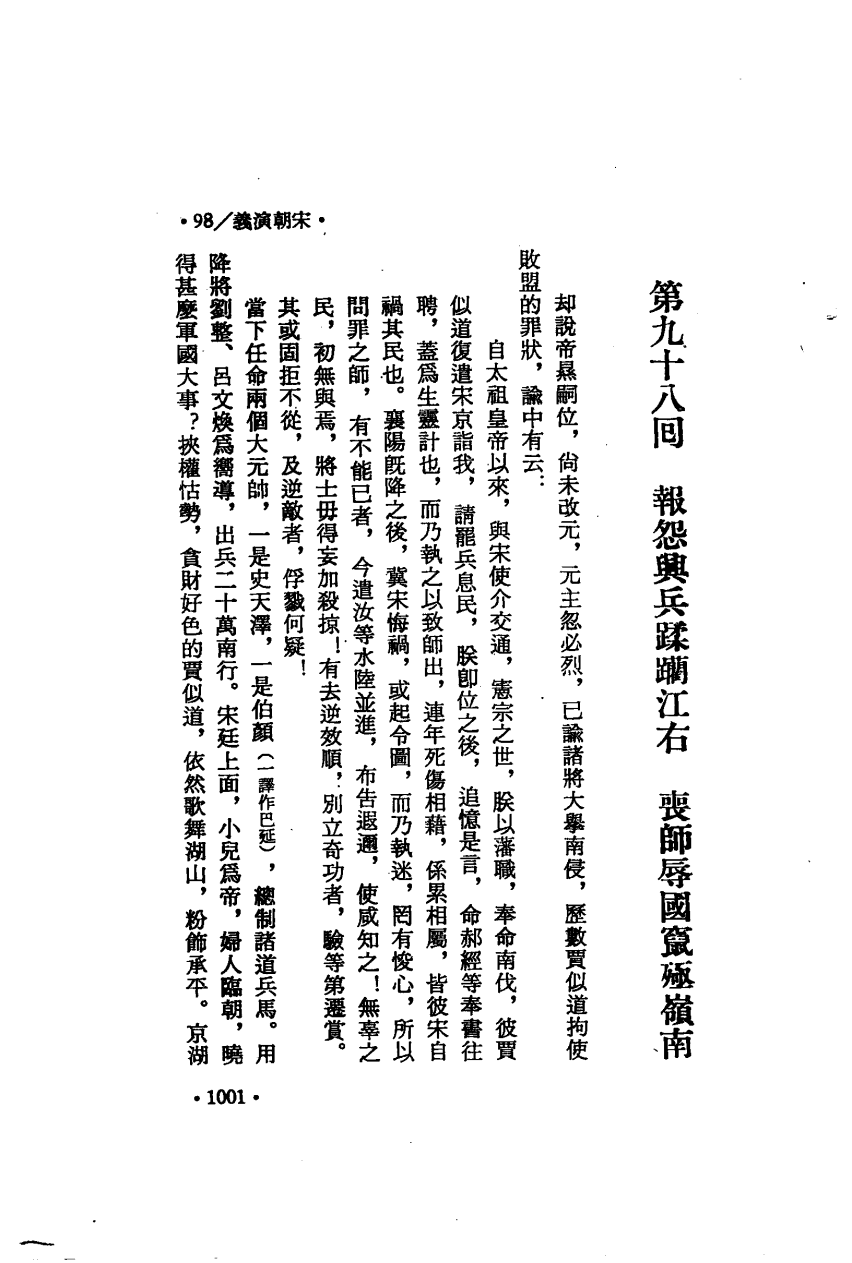 第九十八回　報怨興兵蹂躪江右　喪師辱國竄殛嶺南
却說帝㬎嗣位，尙未改元，元主忽必烈，已諭諸將大擧南侵，歷數賈似道拘使
敗盟的罪狀，諭中有云：
自太祖皇帝以來，與宋使介交通，憲宗之世，朕以藩職，奉命南伐，彼賈
似道復遣宋京詣我，請罷兵息民，朕卽位之後，追憶是言，命郝經等奉書往
聘，蓋爲生靈計也，而乃執之以致師出，連年死傷相藉，係累相屬，皆彼宋自
禍其民也。襄陽旣降之後，冀宋悔禍，或起令圖，而乃執迷，罔有悛心，所以
問罪之師，有不能已者，今遣汝等水陸並進，布告遐邇，使咸知之！無辜之
民，初無與焉，將士毋得妄加殺掠！有去逆效順，別立奇功者，驗等第遷賞。
其或固拒不從，及逆敵者，俘戮何疑！
當下任命兩個大元帥，一是史天澤，一是伯顏（一譯作巴延），總制諸道兵馬。用
降將劉整、呂文煥爲嚮導，出兵二十萬南行。宋廷上面，小兒爲帝，婦人臨朝，曉
得甚麼軍國大事？挾權怙勢，貪財好色的賈似道，依然歌舞湖山，粉飾承平。京湖
•98/義演朝宋•
•1001•